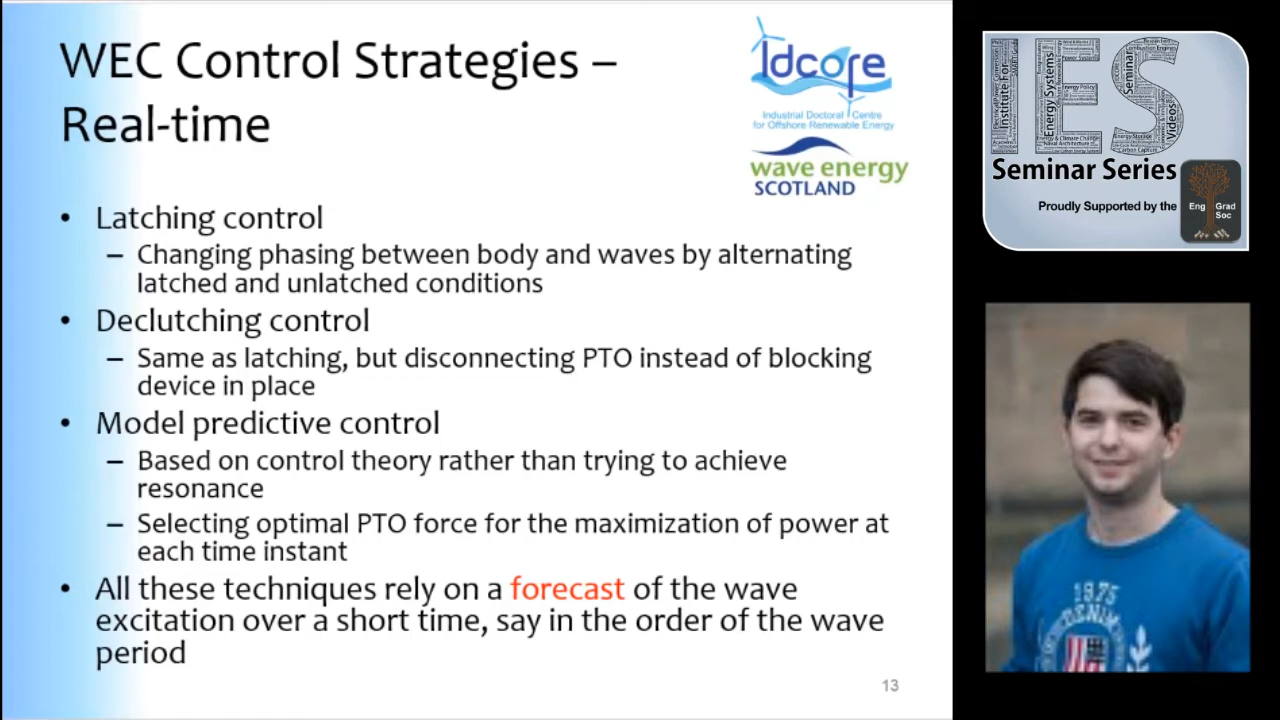 WEC Control Strategies –
Real-time
Idcore
Industrial Doctoral Centre
for Offshore Renewable Energy
wave energy
SCOTLAND
• Latching control
– Changing phasing between body and waves by alternating
latched and unlatched conditions
• Declutching control
– Same as latching, but disconnecting PTO instead of blocking
device in place
• Model predictive control
– Based on control theory rather than trying to achieve
resonance
– Selecting optimal PTO force for the maximization of power at
each time instant
• All these techniques rely on a forecast of the wave
excitation over a short time, say in the order of the wave
period
13
IES
Seminar Series
Proudly Supported by the
Eng Grad
Soc
1975
DENIM